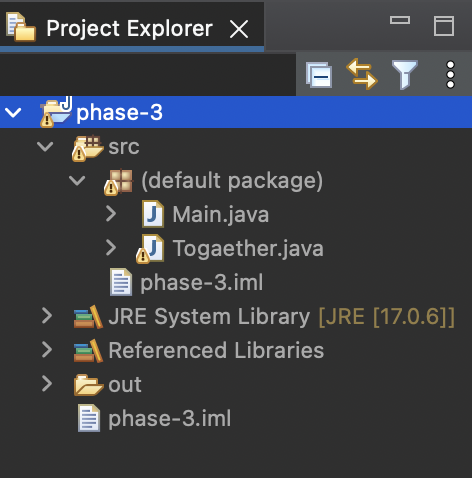 Project Explorer
phase-3
src
(default package)
Main.java
Togaether.java
phase-3.iml
JRE System Library [JRE [17.0.6]]
Referenced Libraries
out
phase-3.iml